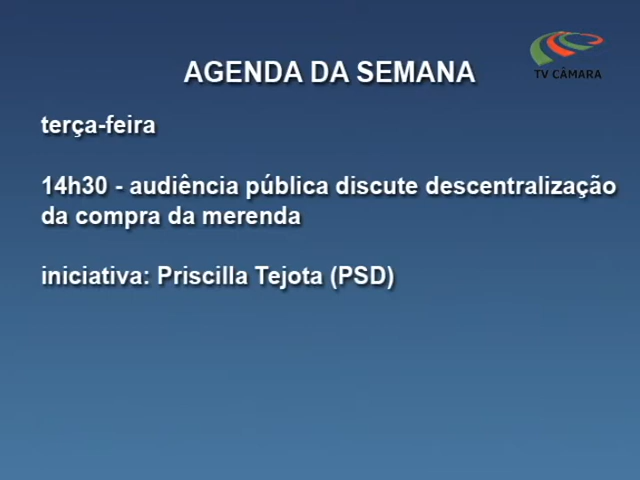 AGENDA DA SEMANA
TV CÂMARA
terça-feira
14h30 - audiência pública discute descentralização
da compra da merenda
iniciativa: Priscilla Tejota (PSD)